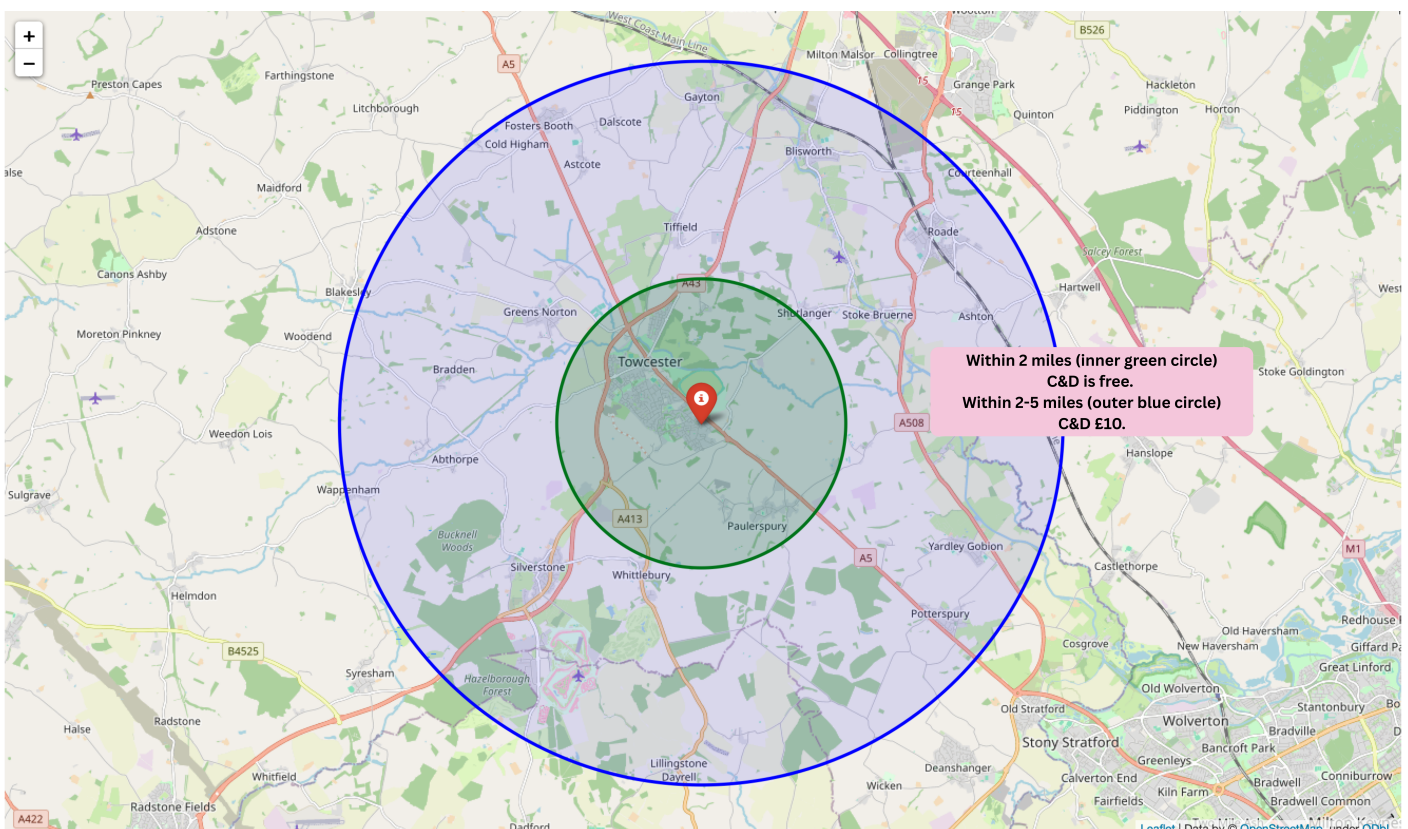 +
−
West Coast Main Line
Wootton
B526
A5
Milton Malsor
Collingtree
15
Preston Capes
Farthingstone
Grange Park
Hackleton
Gayton
Litchborough
15
Quinton
Piddington
Horton
Fosters Booth
Dalscote
Cold Higham
Blisworth
Astcote
Courteenhall
Maidford
Adstone
Tiffield
Roade
Salcey Forest
Canons Ashby
A43
Hartwell
Blakesley
Greens Norton
Shutlanger
Stoke Bruerne
Ashton
Moreton Pinkney
Woodend
Towcester
Within 2 miles (inner green circle)
C&D is free.
Within 2-5 miles (outer blue circle)
C&D £10.
Bradden
Stoke Goldington
A508
Weedon Lois
Abthorpe
Hanslope
Sulgrave
Wappenham
A413
Paulerspury
Bucknell
Woods
Yardley Gobion
M1
A5
Silverstone
Whittlebury
Castlethorpe
Helmdon
Potterspury
Old Haversham
Cosgrove
New Haversham
Redhouse
B4525
Giffard
Syresham
Great Linford
Hazelborough
Forest
Old Wolverton
Old Stratford
Stantonbury
Radstone
Wolverton
Halse
Bradville
Stony Stratford
Bancroft Park
Lillingstone
Dayrell
Greenleys
Whitfield
Deanshanger
Calverton End
Conniburrow
Wicken
Bradwell
Kiln Farm
Fairfields
Bradwell Common
Radstone Fields
A422
Dadford
Leaflet | Data by © OpenStreetMap, under ODbL